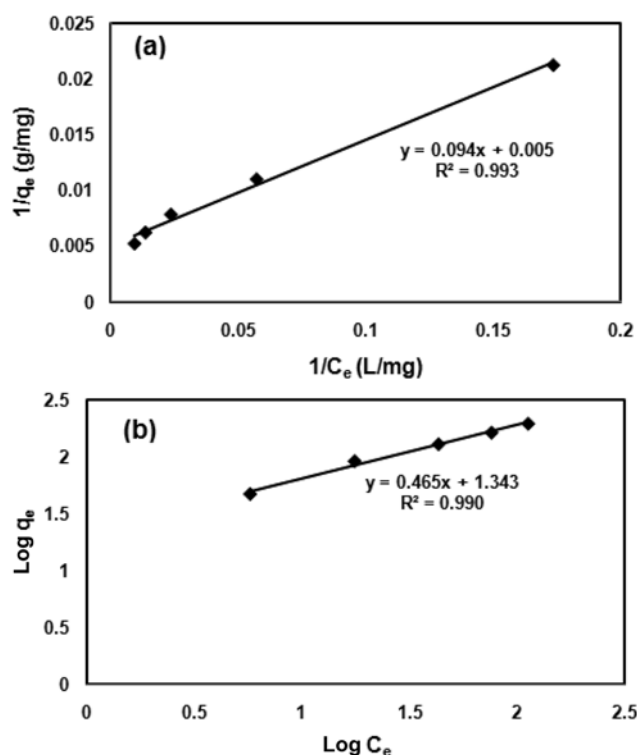 (a)
0.025
0.02
0.015
0.01
0.005
0
1/qe (g/mg)
y = 0.094x + 0.005
R² = 0.993
0 0.05 0.1 0.15 0.2
1/Ce (L/mg)
(b)
2.5
2
1.5
1
0.5
0
Log qe
y = 0.465x + 1.343
R² = 0.990
0 0.5 1 1.5 2 2.5
Log Ce